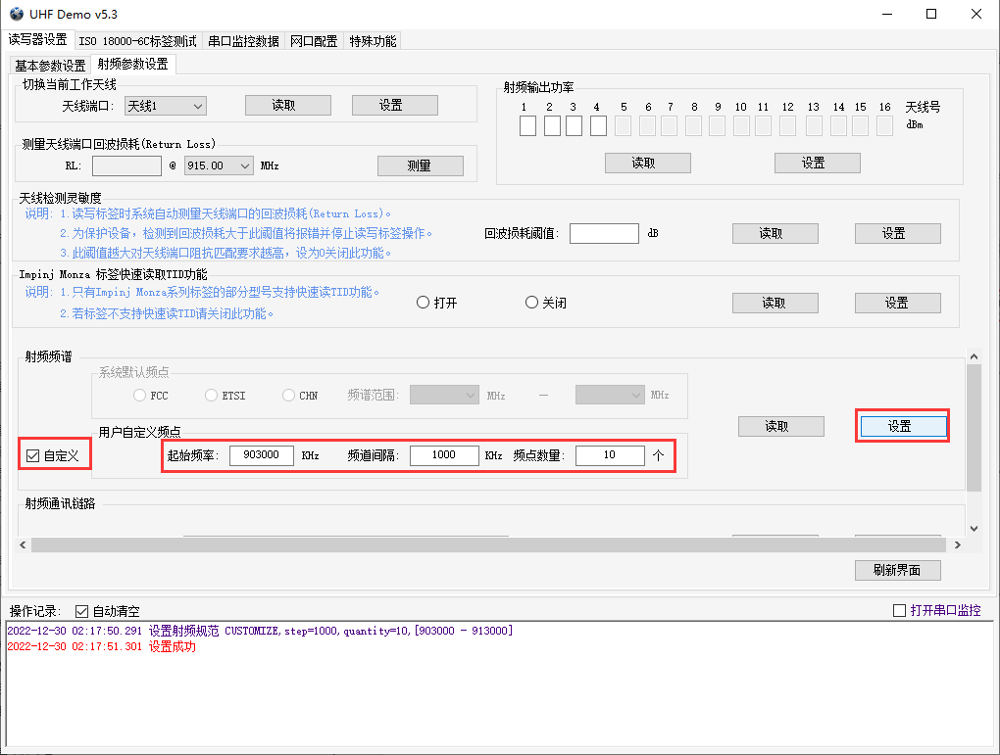 UHF Demo v5.3
读写器设置 ISO 18000-6C标签测试 串口监控数据 网口配置 特殊功能
基本参数设置 射频参数设置
切换当前工作天线
天线端口: 天线1 读取 设置
测量天线端口回波损耗(Return Loss)
RL: @ 915.00 MHz 测量
射频输出功率
1 2 3 4 5 6 7 8 9 10 11 12 13 14 15 16 天线号
dBm
读取 设置
天线检测灵敏度
说明: 1.读写标签时系统自动测量天线端口的回波损耗(Return Loss)。
2.为保护设备，检测到回波损耗大于此阈值将报错并停止读写标签操作。
3.此阈值越大对天线端口阻抗匹配要求越高，设为0关闭此功能。
回波损耗阈值: dB 读取 设置
Impinj Monza 标签快速读取TID功能
说明: 1.只有Impinj Monza系列标签的部分型号支持快速读TID功能。
2.若标签不支持快速读TID请关闭此功能。
打开 关闭 读取 设置
射频频谱
系统默认频点
FCC ETSI CHN 频谱范围: MHz — MHz
读取 设置
用户自定义频点
自定义 起始频率: 903000 KHz 频道间隔: 1000 KHz 频点数量: 10 个
射频通讯链路
刷新界面
操作记录: 自动清空 打开串口监控
2022-12-30 02:17:50.291 设置射频规范 CUSTOMIZE,step=1000,quantity=10,[903000 - 913000]
2022-12-30 02:17:51.301 设置成功